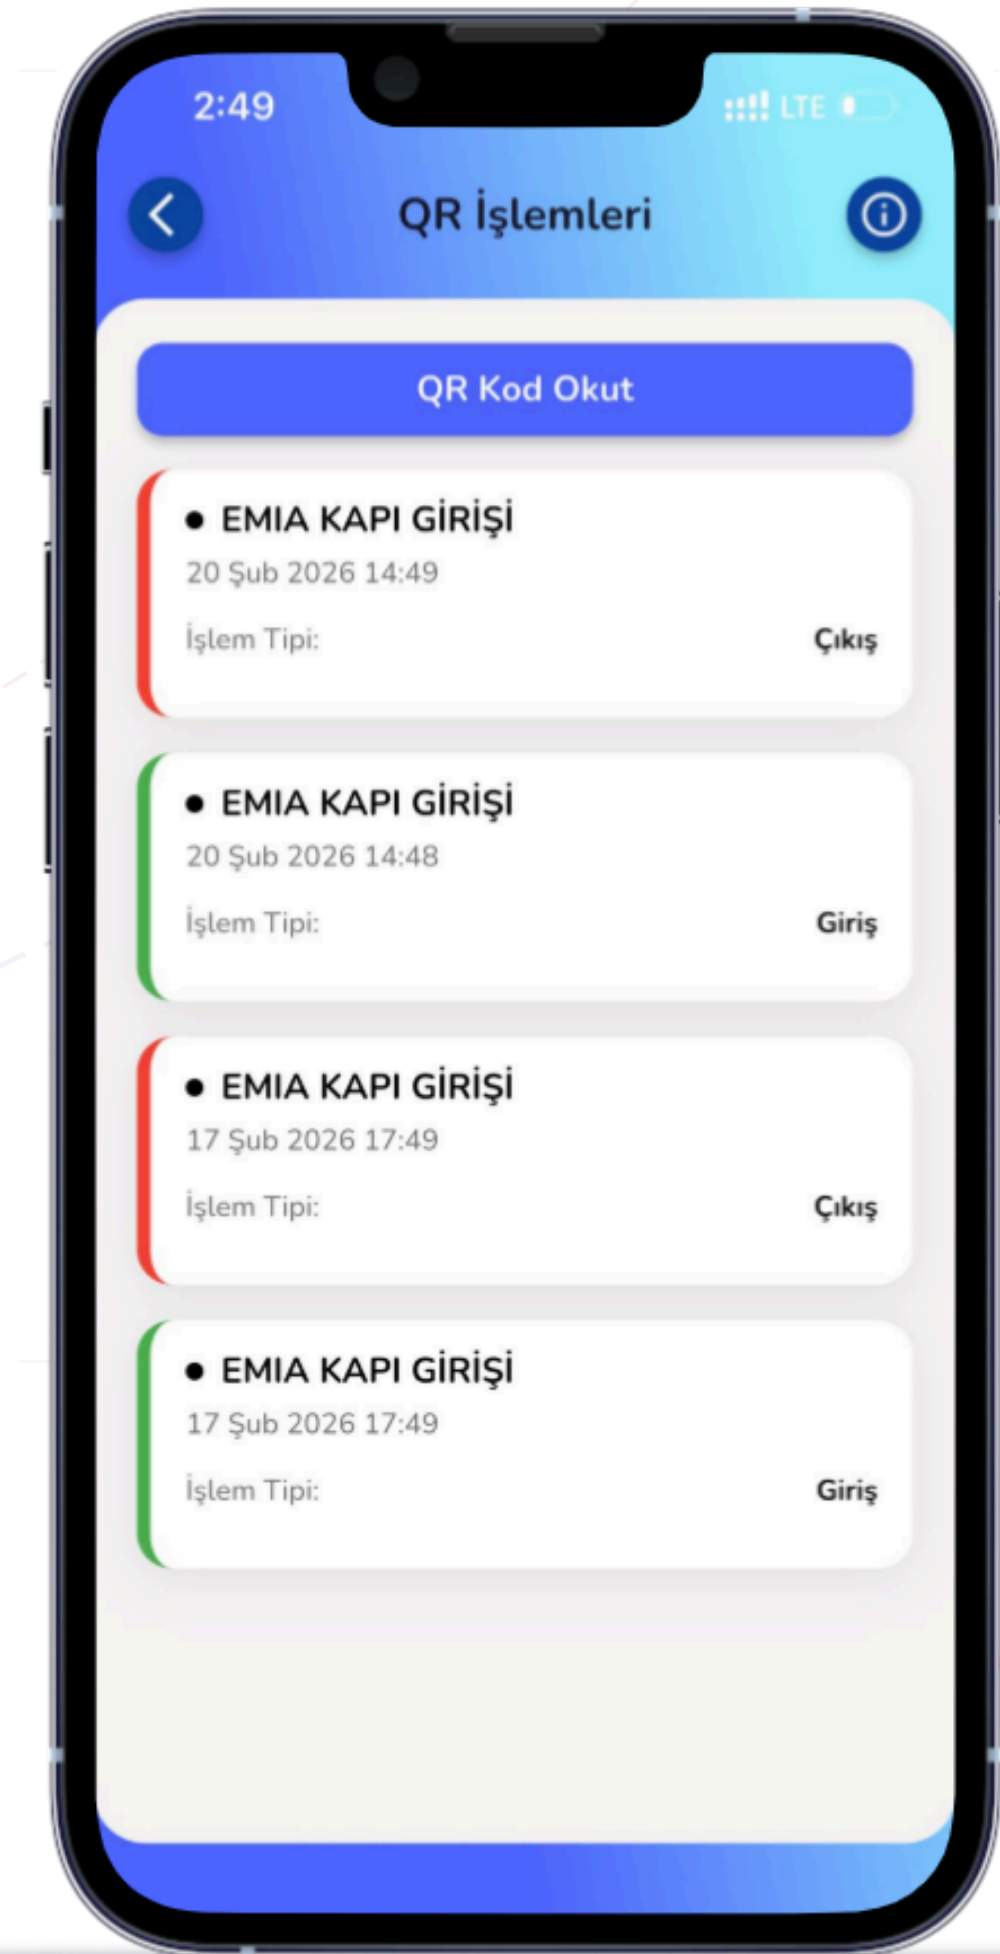 2:49
LTE
QR İşlemleri
QR Kod Okut
● EMIA KAPI GİRİŞİ
20 Şub 2026 14:49
İşlem Tipi: Çıkış
● EMIA KAPI GİRİŞİ
20 Şub 2026 14:48
İşlem Tipi: Giriş
● EMIA KAPI GİRİŞİ
17 Şub 2026 17:49
İşlem Tipi: Çıkış
● EMIA KAPI GİRİŞİ
17 Şub 2026 17:49
İşlem Tipi: Giriş